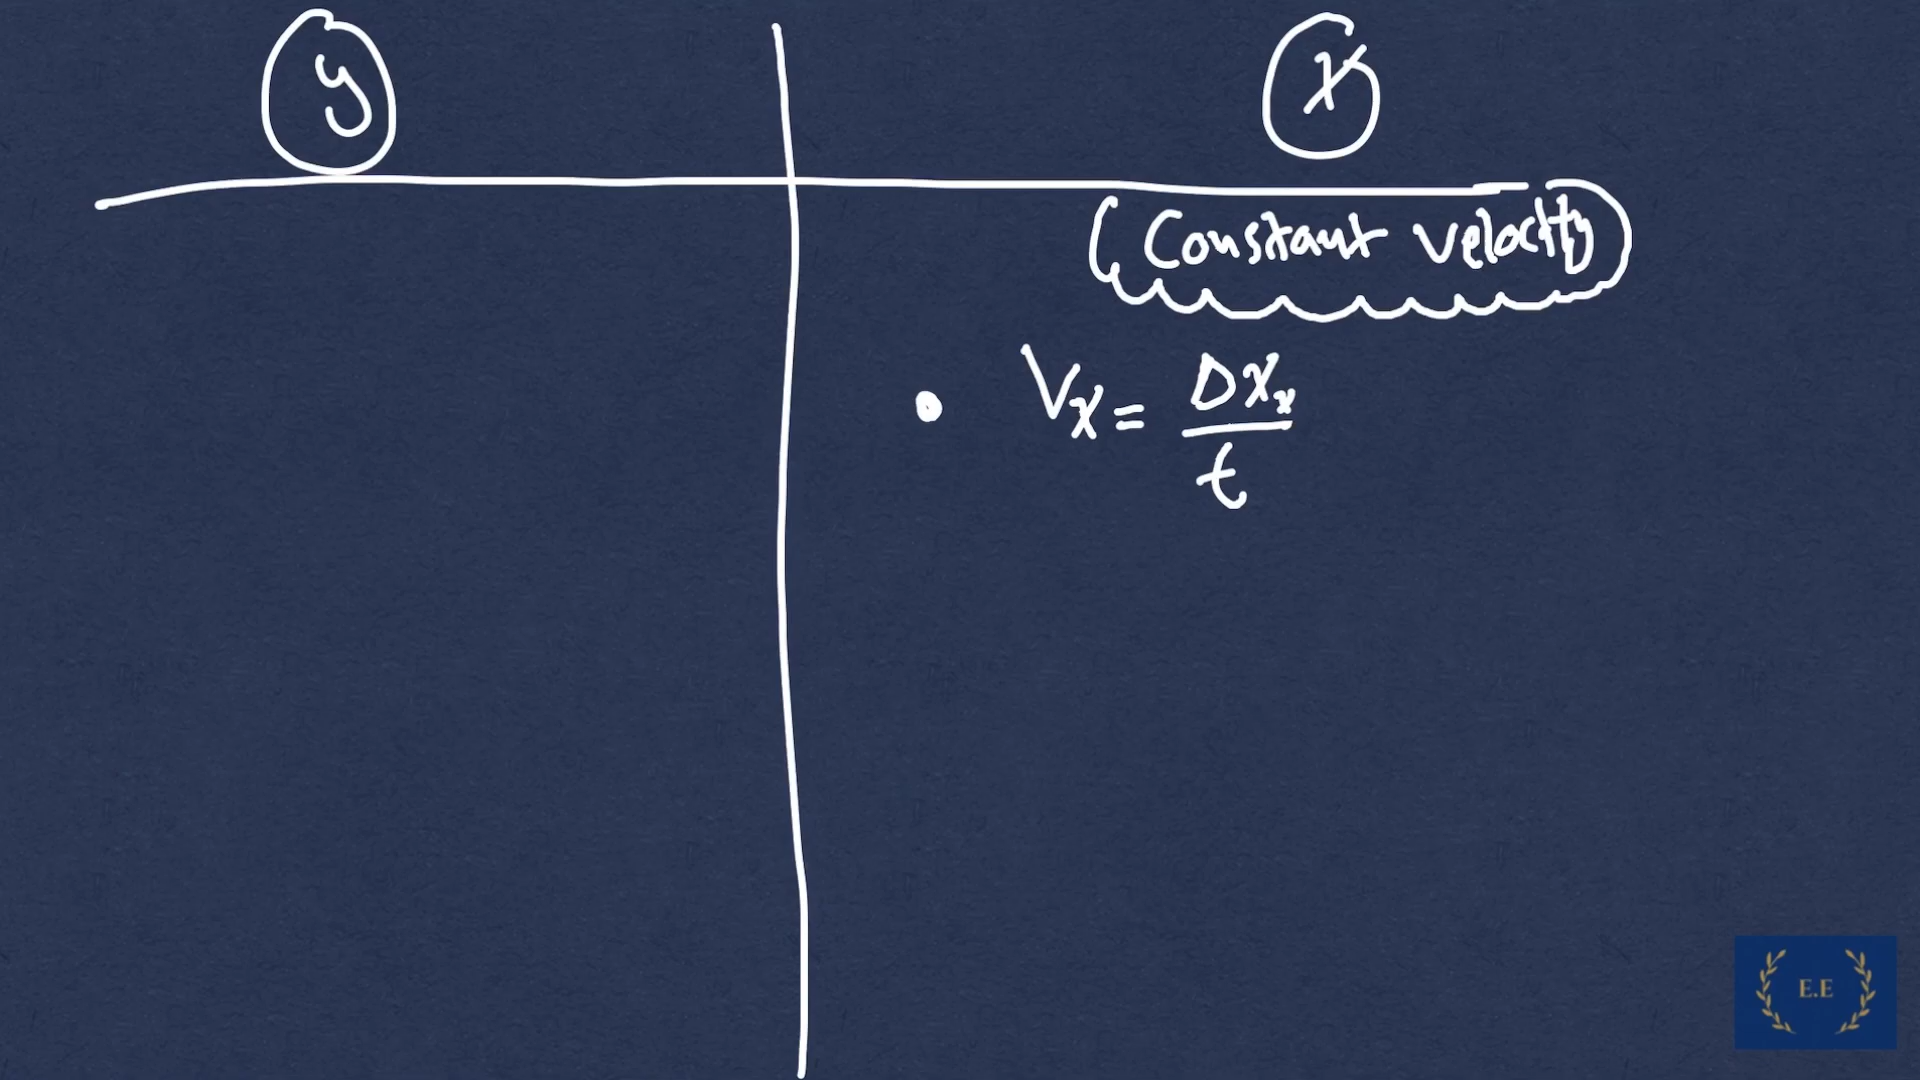 y
x
(Constant velocity)
• Vx = Δxx / t
E.E